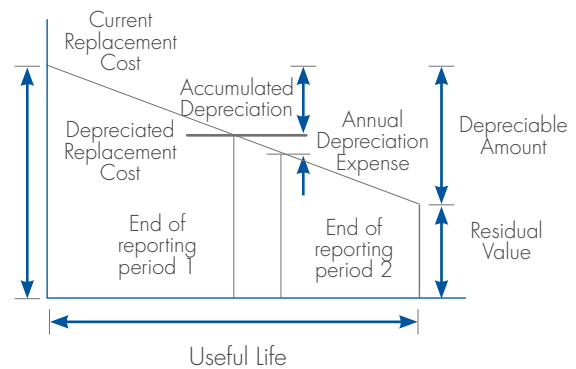 Current
Replacement
Cost
Accumulated
Depreciation
Depreciated
Replacement
Cost
Annual
Depreciation
Expense
Depreciable
Amount
End of
reporting
period 1
End of
reporting
period 2
Residual
Value
Useful Life